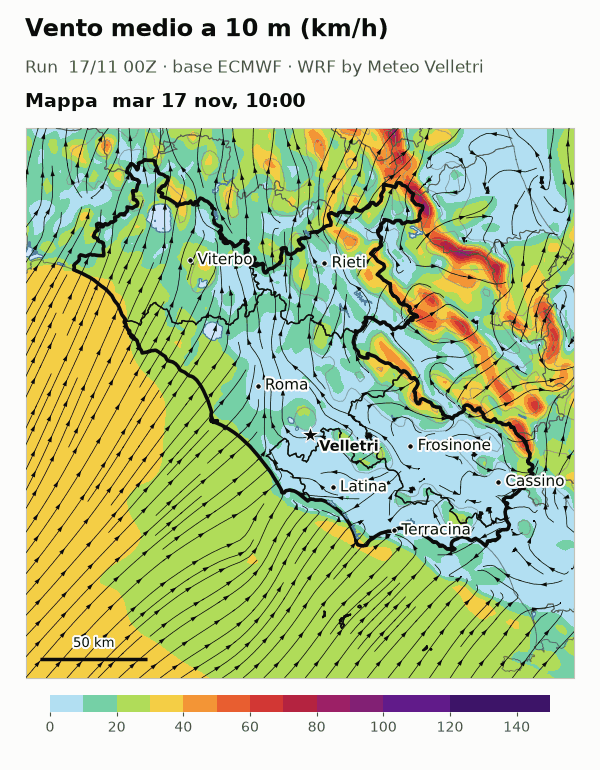 Vento medio a 10 m (km/h)
Run 17/11 00Z · base ECMWF · WRF by Meteo Velletri
Mappa mar 17 nov, 10:00
Viterbo
Rieti
Roma
Velletri
Frosinone
Latina
Cassino
Terracina
50 km
0 20 40 60 80 100 120 140